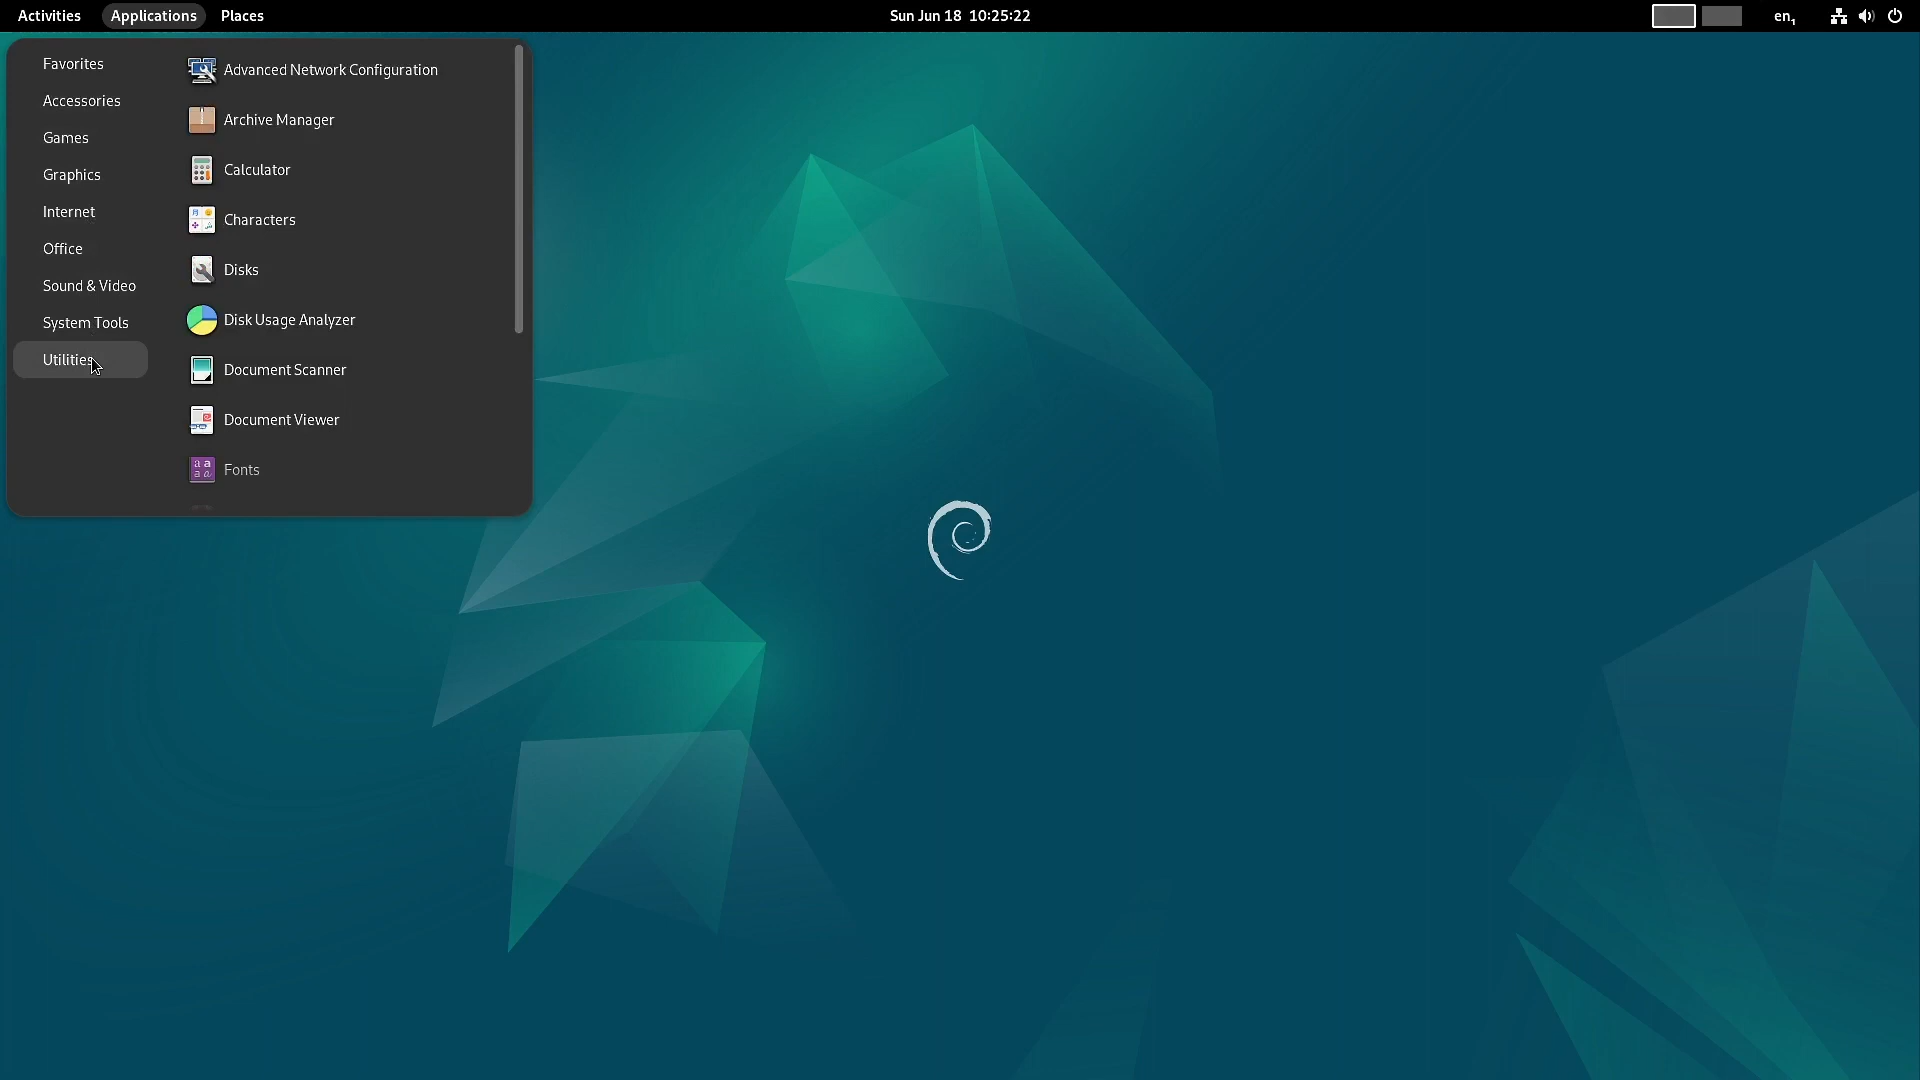 Activities Applications Places Sun Jun 18 10:25:22 en₁
Favorites
Accessories
Games
Graphics
Internet
Office
Sound & Video
System Tools
Utilities
Advanced Network Configuration
Archive Manager
Calculator
Characters
Disks
Disk Usage Analyzer
Document Scanner
Document Viewer
Fonts